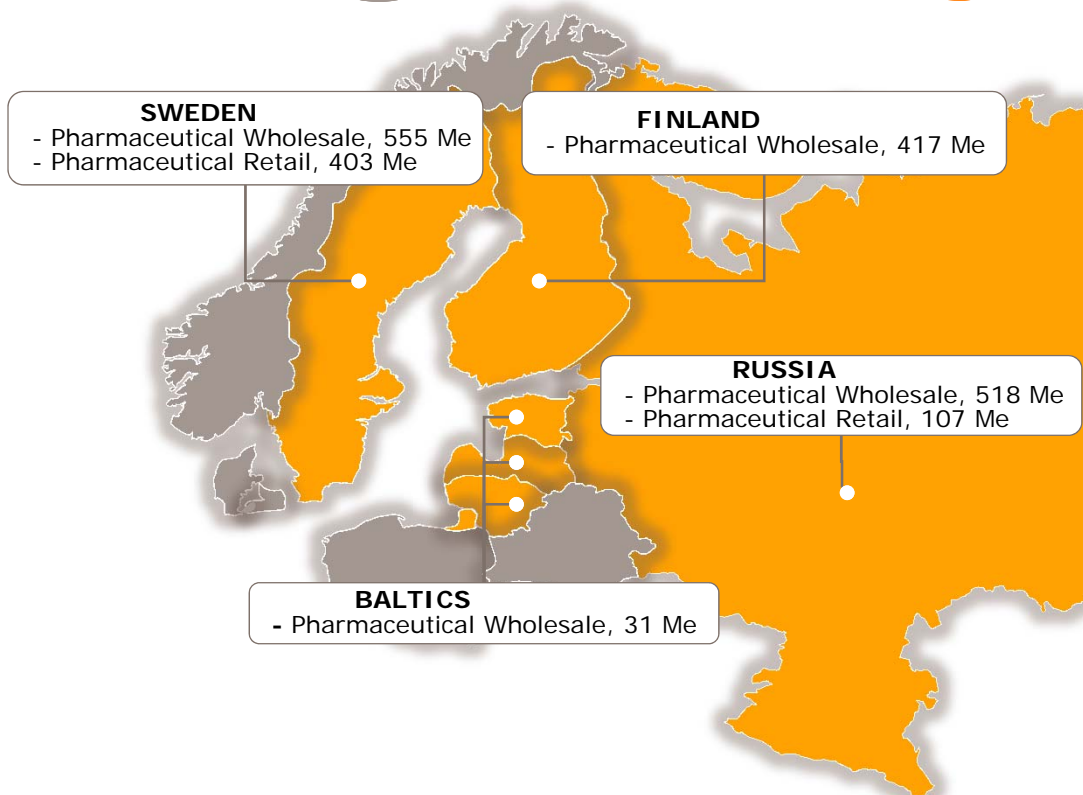 SWEDEN
- Pharmaceutical Wholesale, 555 Me
- Pharmaceutical Retail, 403 Me
FINLAND
- Pharmaceutical Wholesale, 417 Me
RUSSIA
- Pharmaceutical Wholesale, 518 Me
- Pharmaceutical Retail, 107 Me
BALTICS
- Pharmaceutical Wholesale, 31 Me